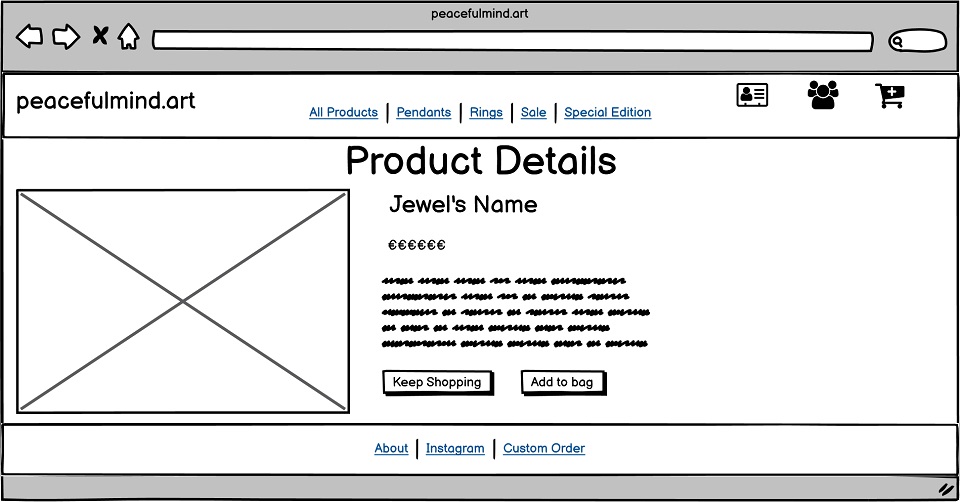 peacefulmind.art
peacefulmind.art
All Products | Pendants | Rings | Sale | Special Edition
Product Details
Jewel's Name
€€€€€€
Keep Shopping
Add to bag
About | Instagram | Custom Order